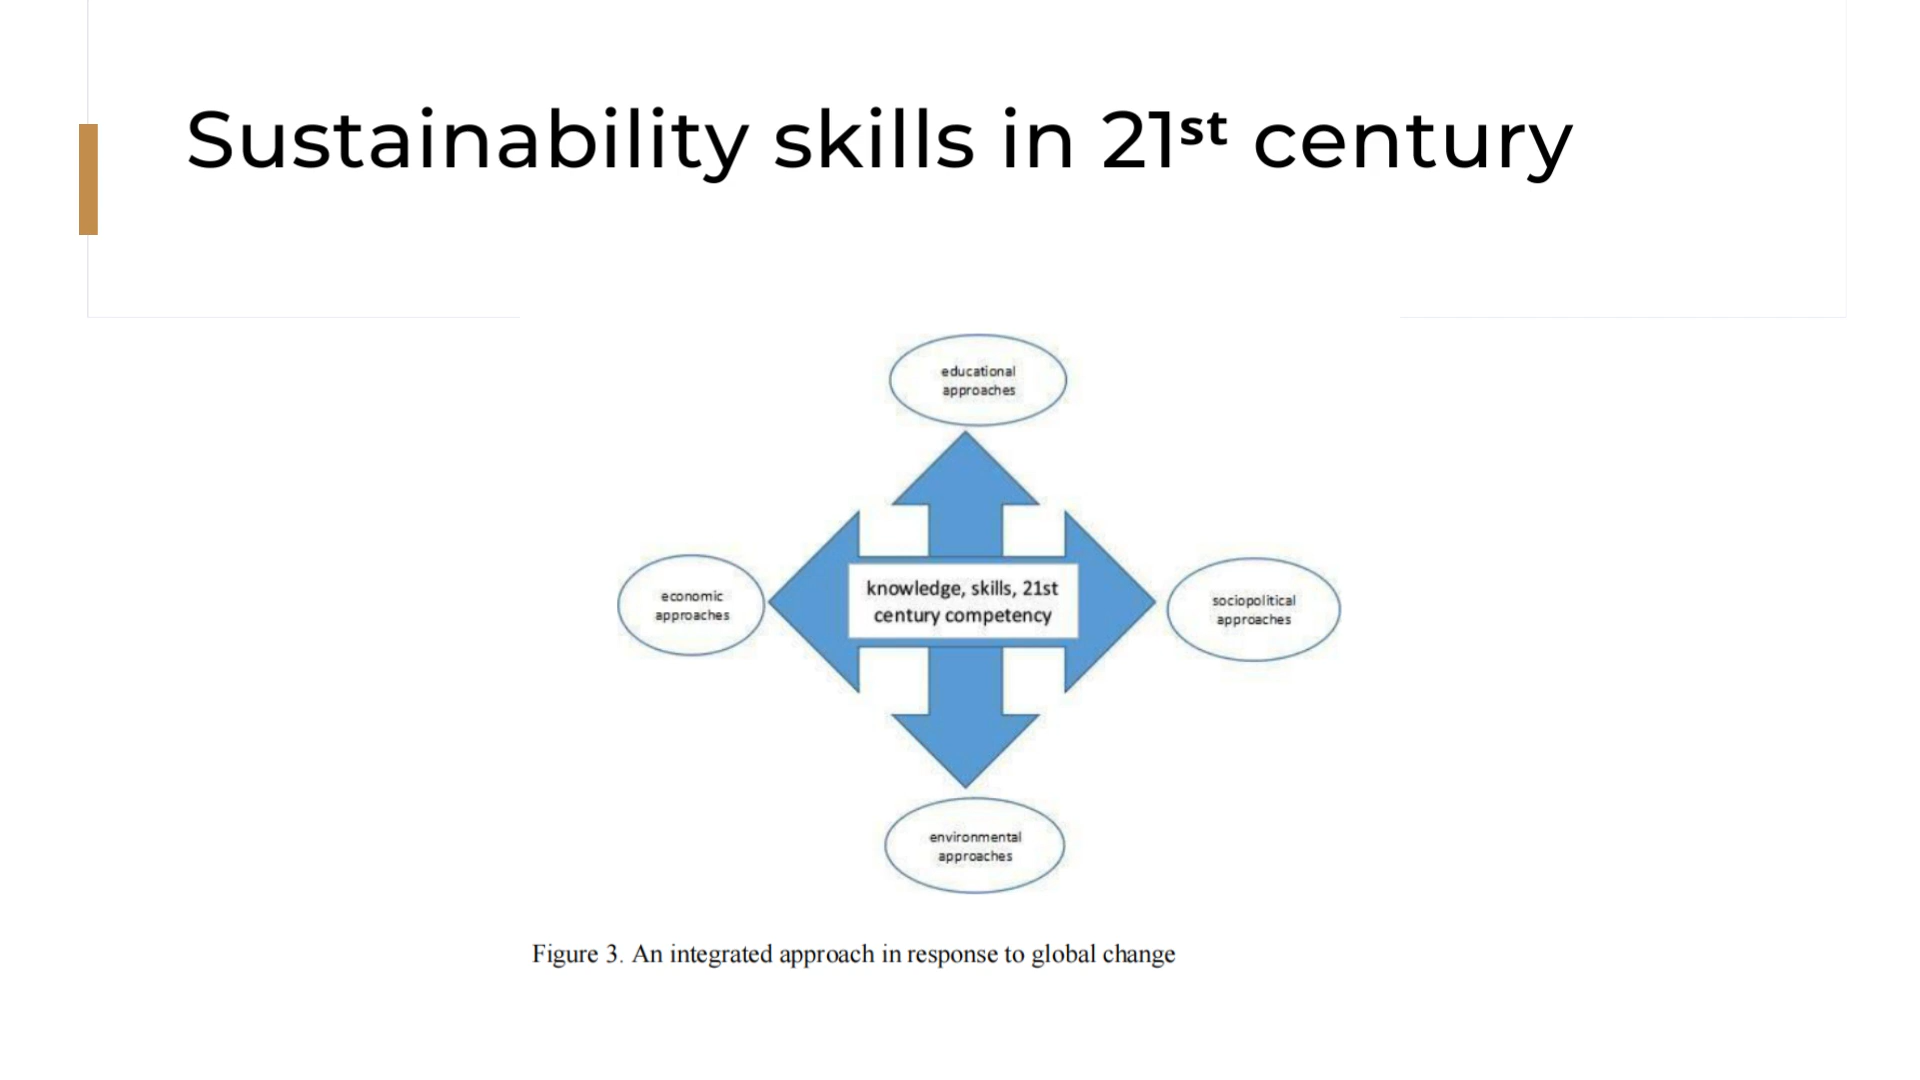 Sustainability skills in 21st century
educational
approaches
economic
approaches
knowledge, skills, 21st
century competency
sociopolitical
approaches
environmental
approaches
Figure 3. An integrated approach in response to global change